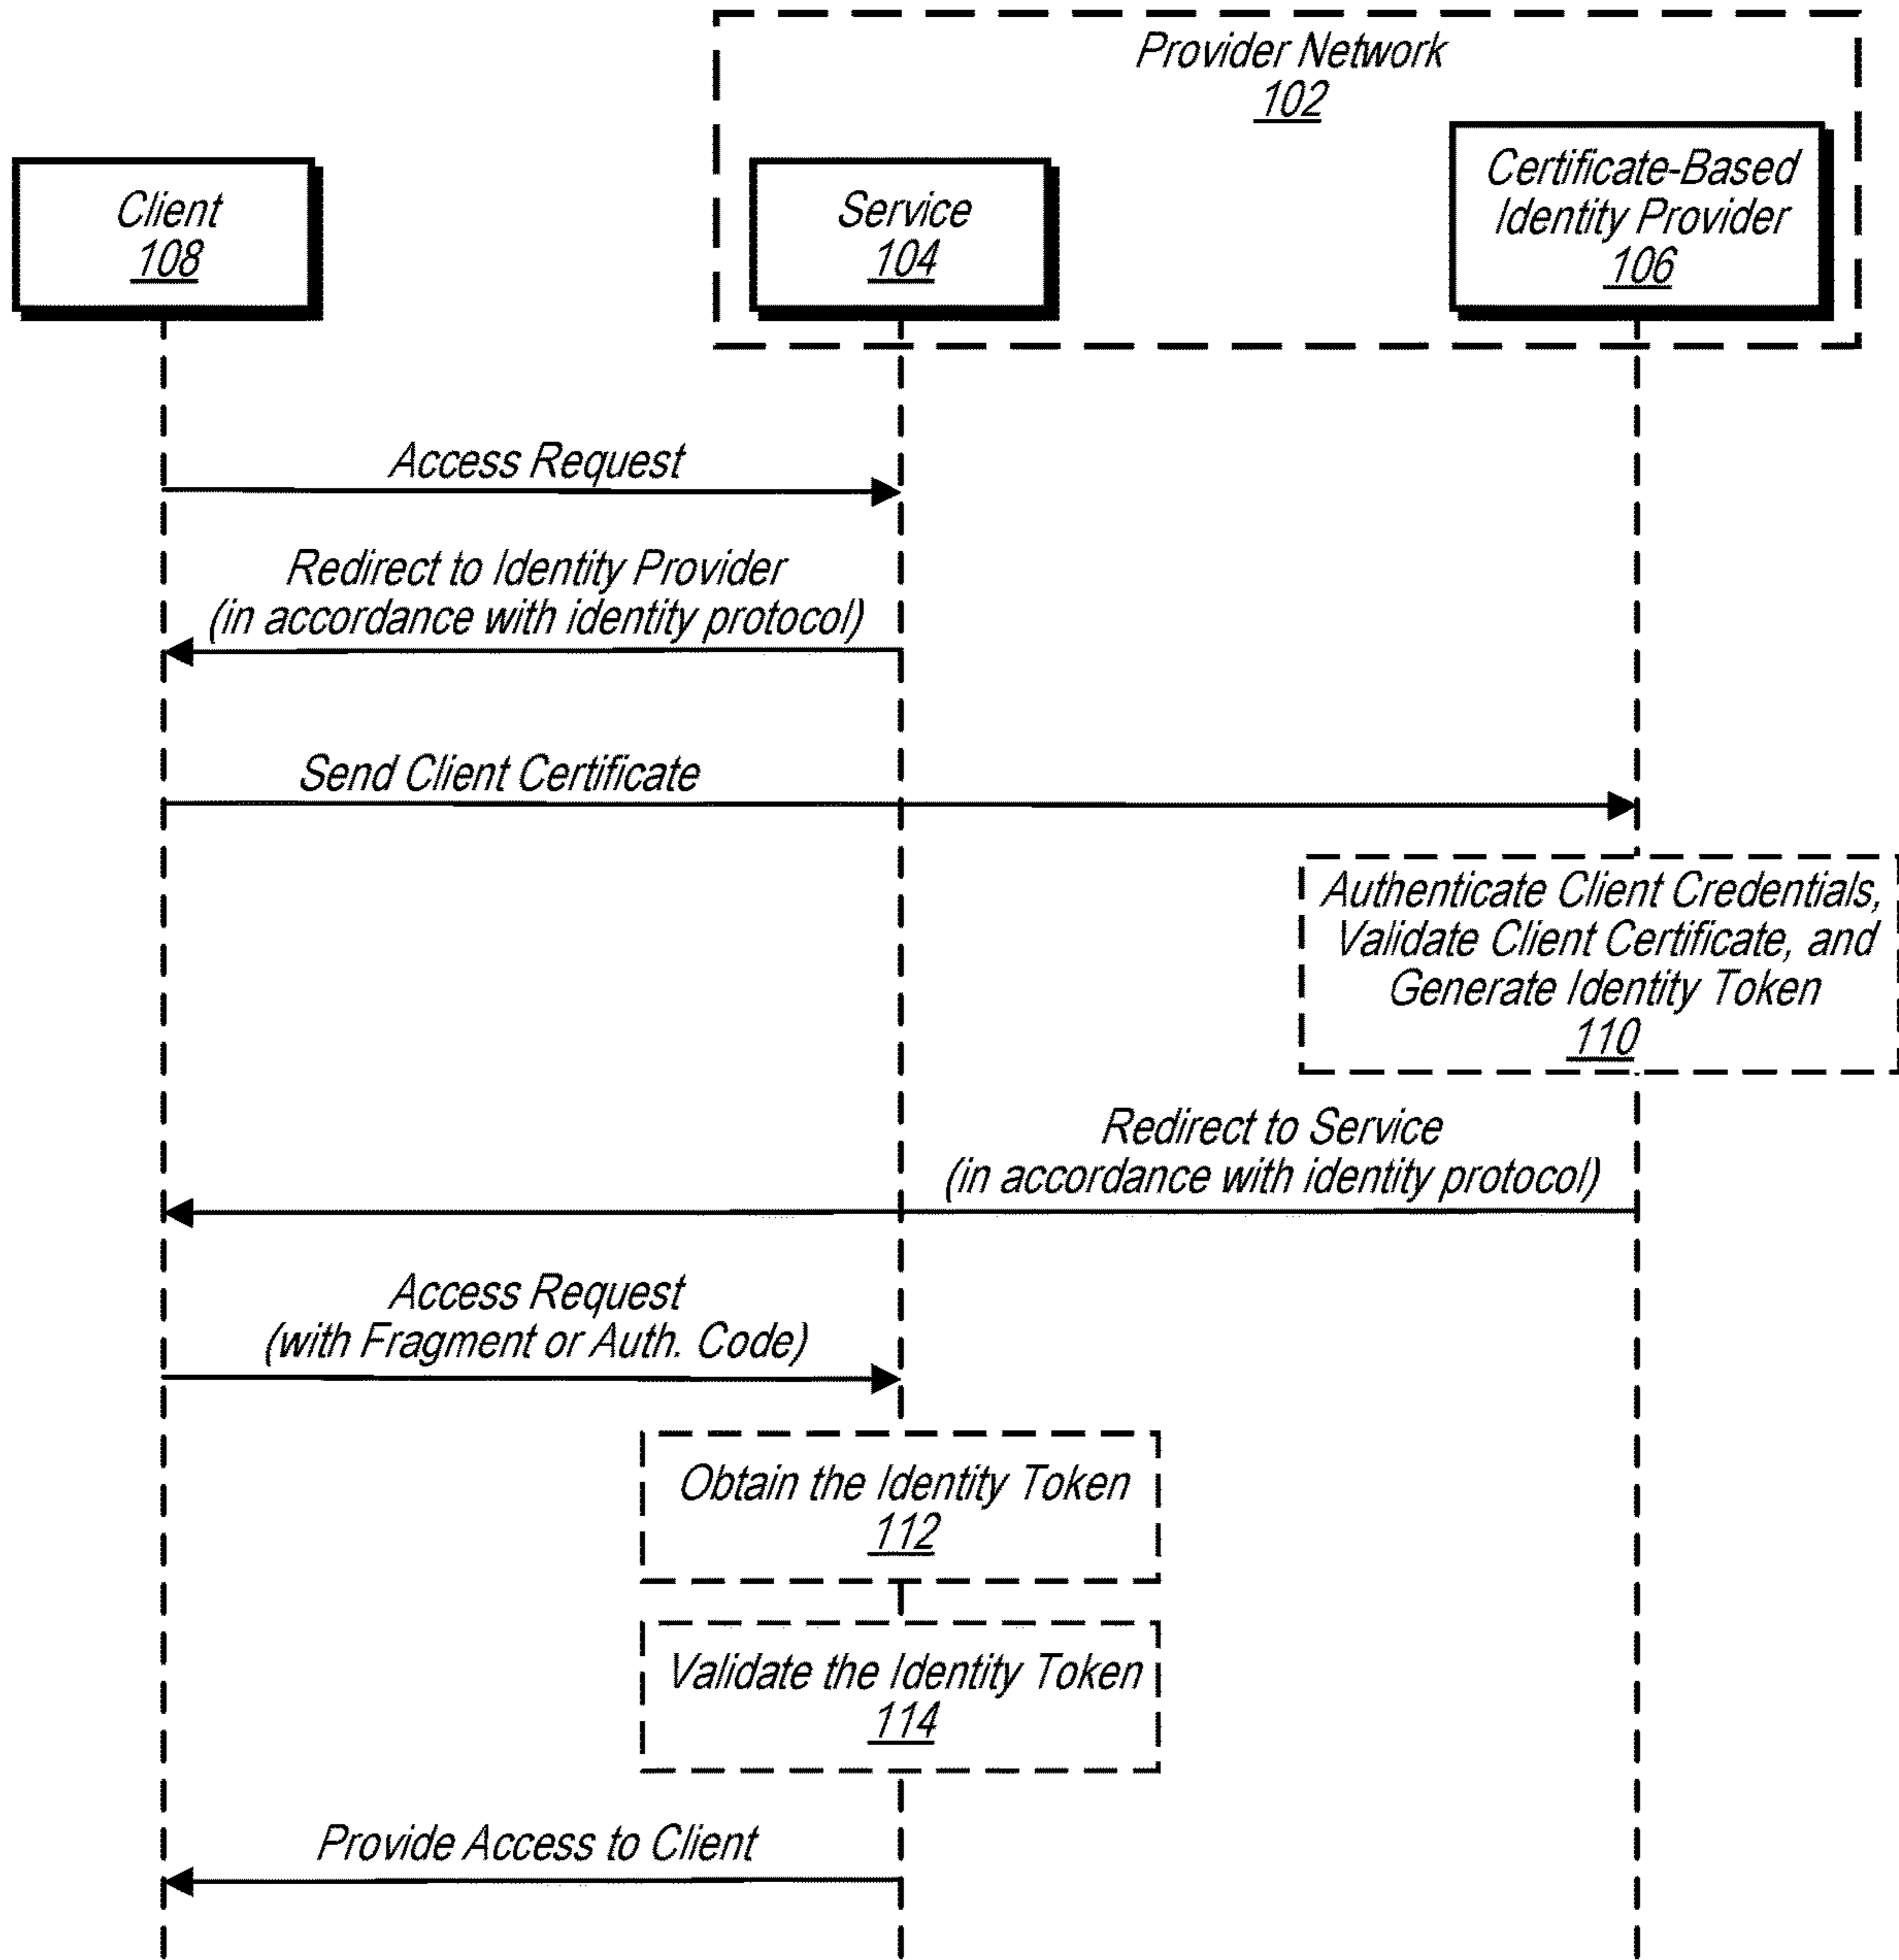 Provider Network
102
Client
108
Service
104
Certificate-Based
Identity Provider
106
Access Request
Redirect to Identity Provider
(in accordance with identity protocol)
Send Client Certificate
Authenticate Client Credentials,
Validate Client Certificate, and
Generate Identity Token
110
Redirect to Service
(in accordance with identity protocol)
Access Request
(with Fragment or Auth. Code)
Obtain the Identity Token
112
Validate the Identity Token
114
Provide Access to Client